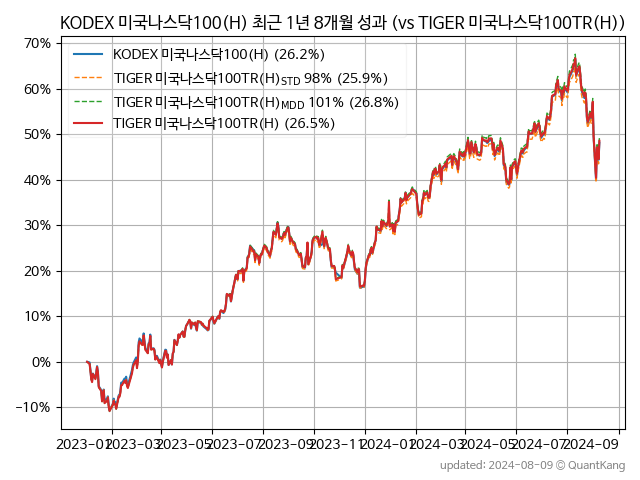 KODEX 미국나스닥100(H) 최근 1년 8개월 성과 (vs TIGER 미국나스닥100TR(H))
70%
60%
50%
40%
30%
20%
10%
0%
−10%
KODEX 미국나스닥100(H) (26.2%)
TIGER 미국나스닥100TR(H)STD 98% (25.9%)
TIGER 미국나스닥100TR(H)MDD 101% (26.8%)
TIGER 미국나스닥100TR(H) (26.5%)
2023-01 2023-03 2023-05 2023-07 2023-09 2023-11 2024-01 2024-03 2024-05 2024-07 2024-09
updated: 2024-08-09 © QuantKang